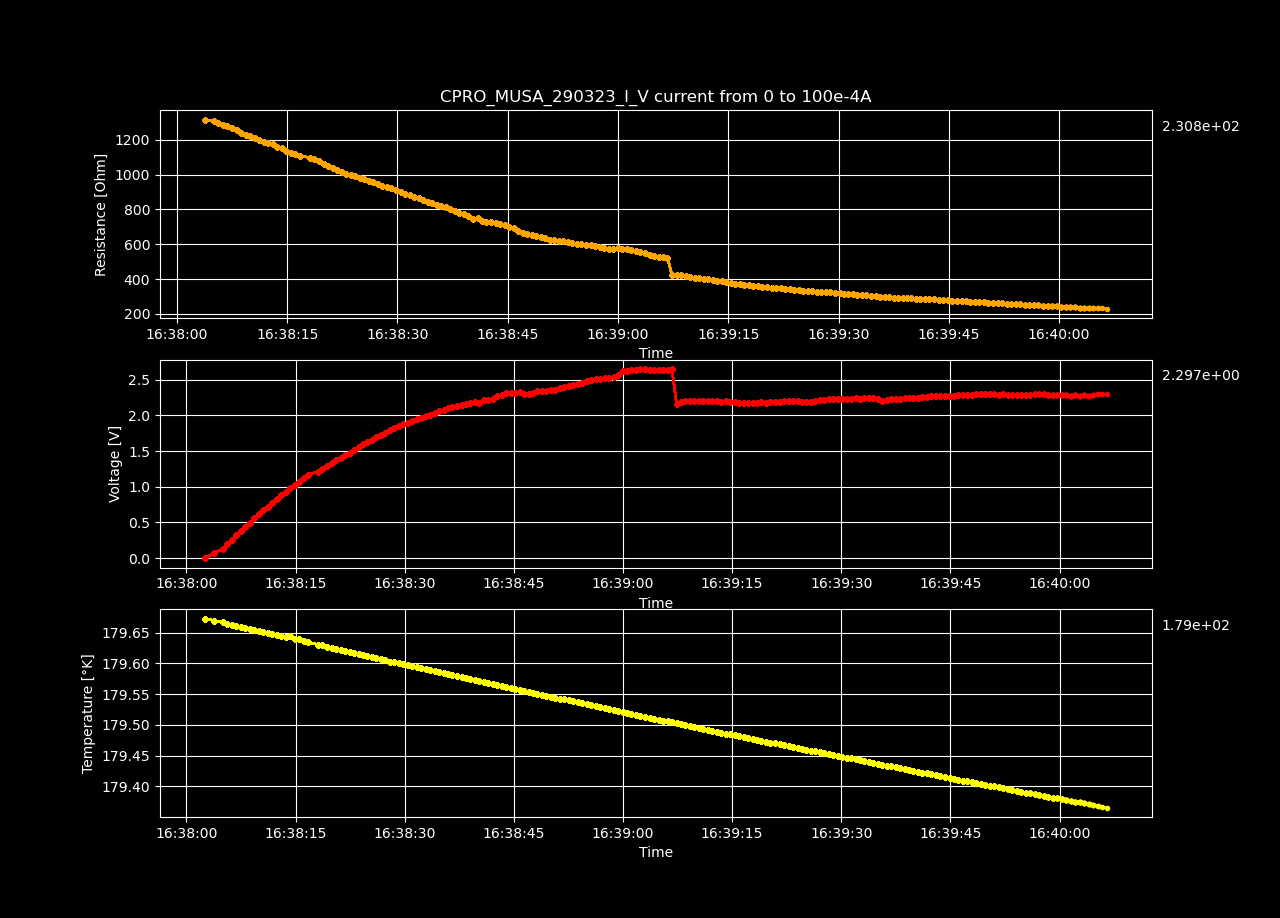 CPRO_MUSA_290323_I_V current from 0 to 100e-4A
2.308e+02
Resistance [Ohm]
1200
1000
800
600
400
200
16:38:00 16:38:15 16:38:30 16:38:45 16:39:00 16:39:15 16:39:30 16:39:45 16:40:00
Time
2.297e+00
Voltage [V]
2.5
2.0
1.5
1.0
0.5
0.0
16:38:00 16:38:15 16:38:30 16:38:45 16:39:00 16:39:15 16:39:30 16:39:45 16:40:00
Time
1.79e+02
Temperature [°K]
179.65
179.60
179.55
179.50
179.45
179.40
16:38:00 16:38:15 16:38:30 16:38:45 16:39:00 16:39:15 16:39:30 16:39:45 16:40:00
Time